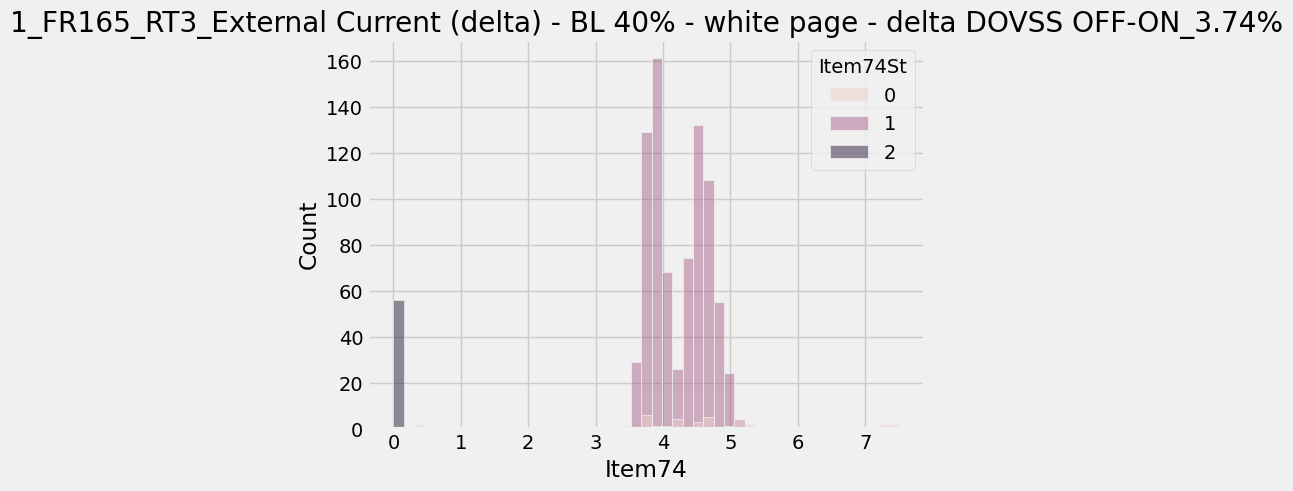 1_FR165_RT3_External Current (delta) - BL 40% - white page - delta DOVSS OFF-ON_3.74%
Item74St
0
1
2
160
140
120
100
80
60
40
20
0
Count
0 1 2 3 4 5 6 7
Item74